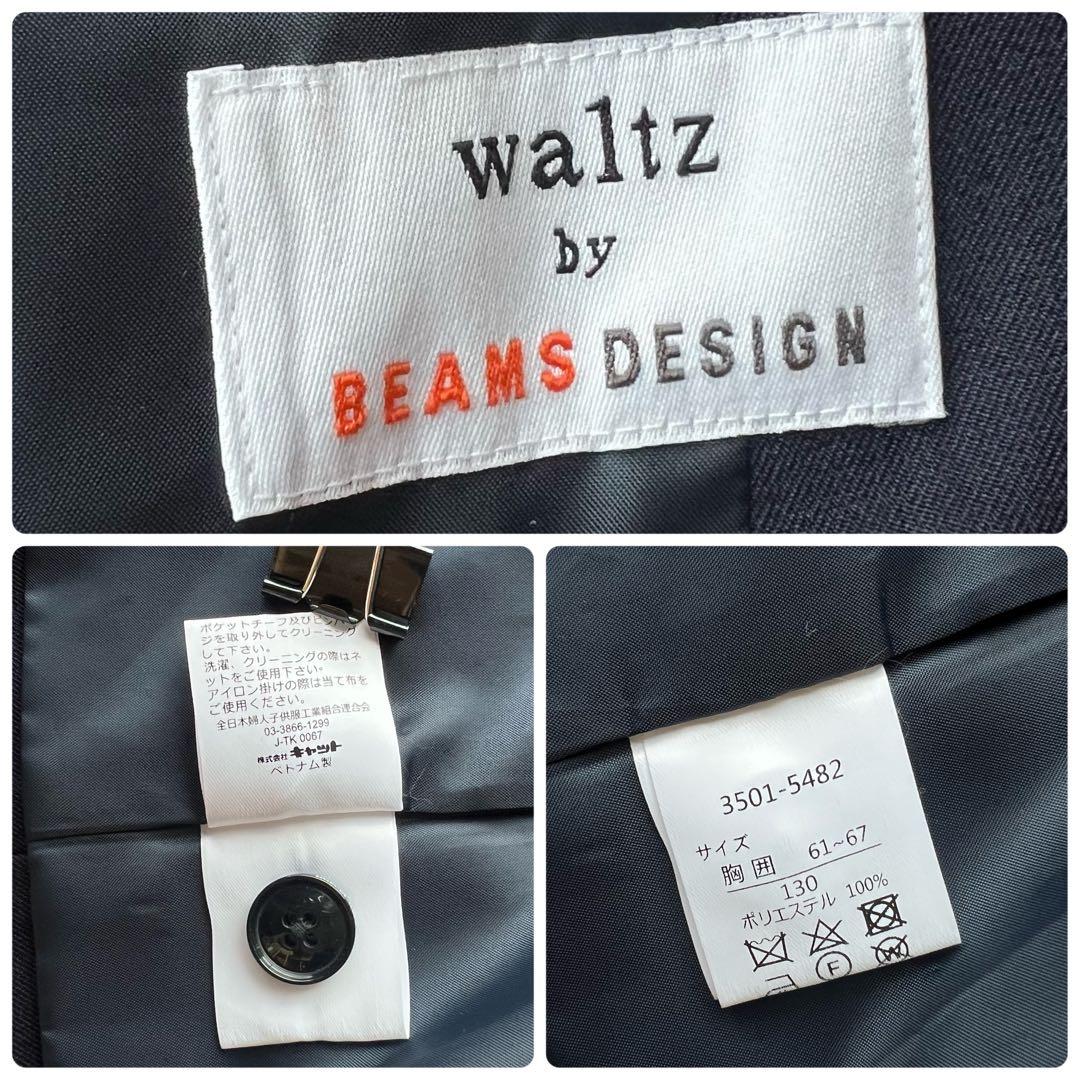 waltz
by
BEAMS DESIGN
ポケットチーフ及びピンバー
ジを取り外してクリーニング
して下さい。
洗濯、クリーニングの際はネ
ットをご使用下さい。
アイロン掛けの際は当て布を
ご使用ください。
全日本婦人子供服工業組合連合会
03-3866-1299
J-TK 0067
株式会社 キャット
ベトナム製
3501-5482
サイズ
胸囲 61~67
130
ポリエステル 100%
F
W